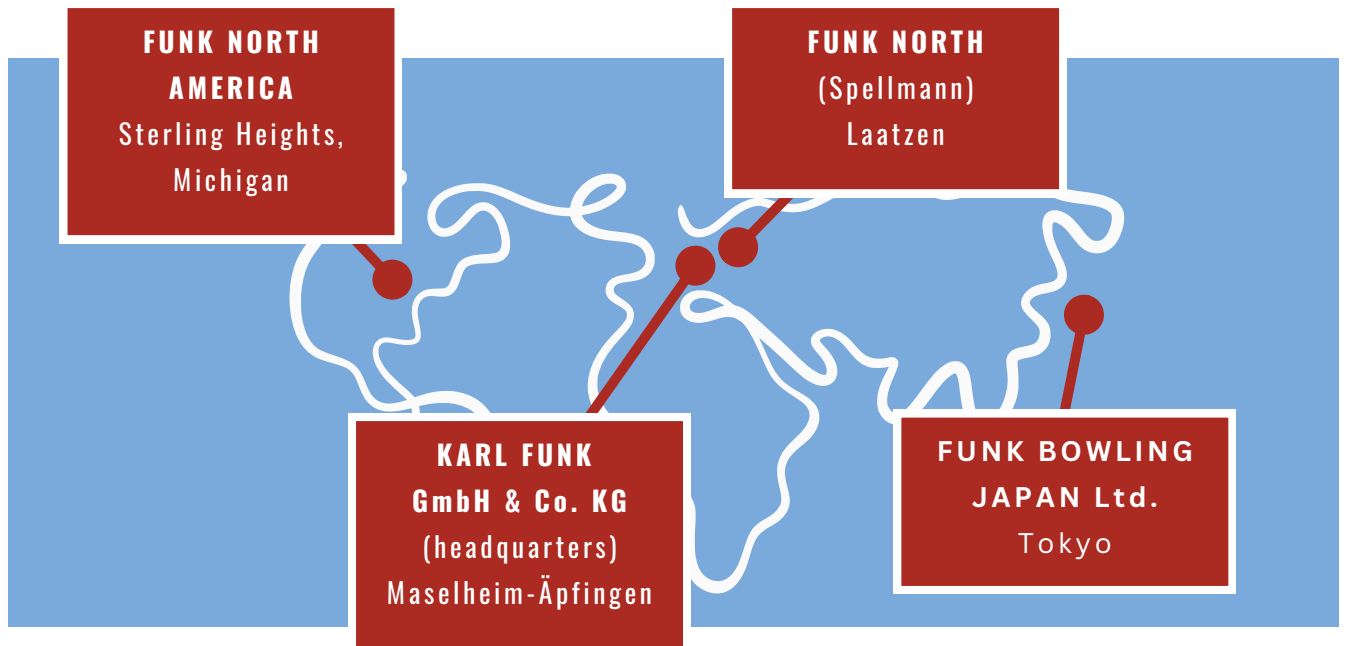 FUNK NORTH
AMERICA
Sterling Heights,
Michigan
FUNK NORTH
(Spellmann)
Laatzen
KARL FUNK
GmbH & Co. KG
(headquarters)
Maselheim-Äpfingen
FUNK BOWLING
JAPAN Ltd.
Tokyo